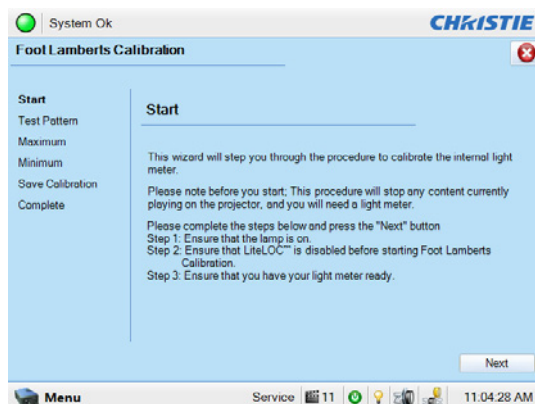 System Ok
CHRISTIE
Foot Lamberts Calibration
Start
Test Pattern
Maximum
Minimum
Save Calibration
Complete
Start
This wizard will step you through the procedure to calibrate the internal light
meter.
Please note before you start; This procedure will stop any content currently
playing on the projector, and you will need a light meter.
Please complete the steps below and press the "Next" button
Step 1: Ensure that the lamp is on.
Step 2: Ensure that LiteLOC™ is disabled before starting Foot Lamberts
Calibration.
Step 3: Ensure that you have your light meter ready.
Next
Menu
Service
11
11:04:28 AM